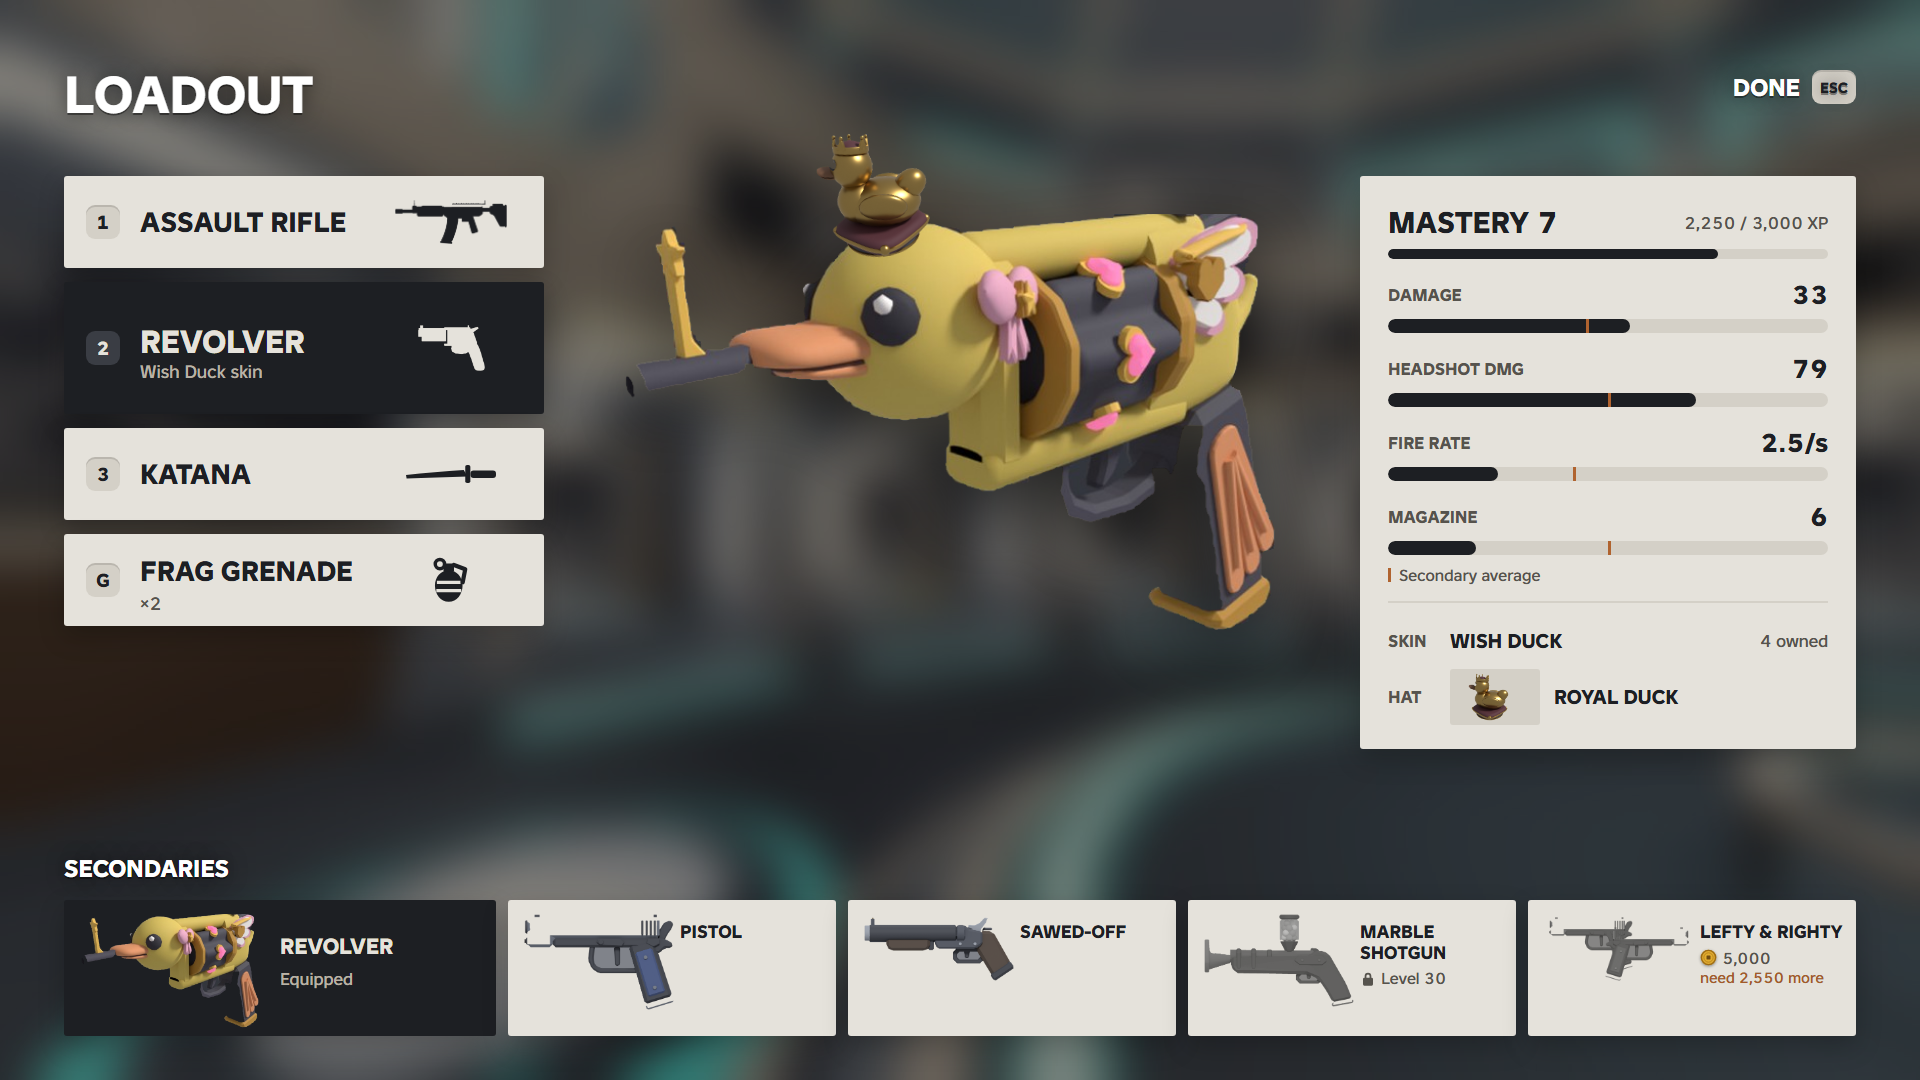 LOADOUT
DONE ESC
1 ASSAULT RIFLE
2 REVOLVER
Wish Duck skin
3 KATANA
G FRAG GRENADE
×2
MASTERY 7 2,250 / 3,000 XP
DAMAGE 33
HEADSHOT DMG 79
FIRE RATE 2.5/s
MAGAZINE 6
Secondary average
SKIN WISH DUCK 4 owned
HAT ROYAL DUCK
SECONDARIES
REVOLVER
Equipped
PISTOL
SAWED-OFF
MARBLE
SHOTGUN
Level 30
LEFTY & RIGHTY
5,000
need 2,550 more